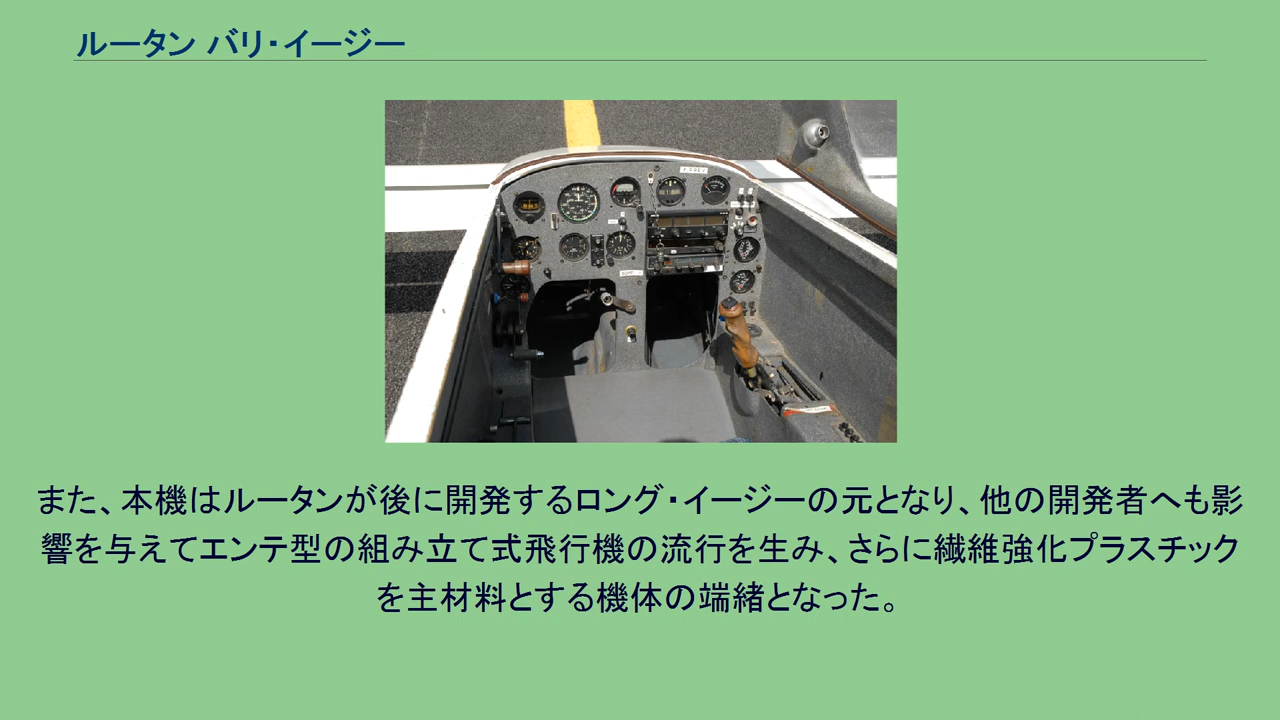 ルータン バリ・イージー
また、本機はルータンが後に開発するロング・イージーの元となり、他の開発者へも影
響を与えてエンテ型の組み立て式飛行機の流行を生み、さらに繊維強化プラスチック
を主材料とする機体の端緒となった。